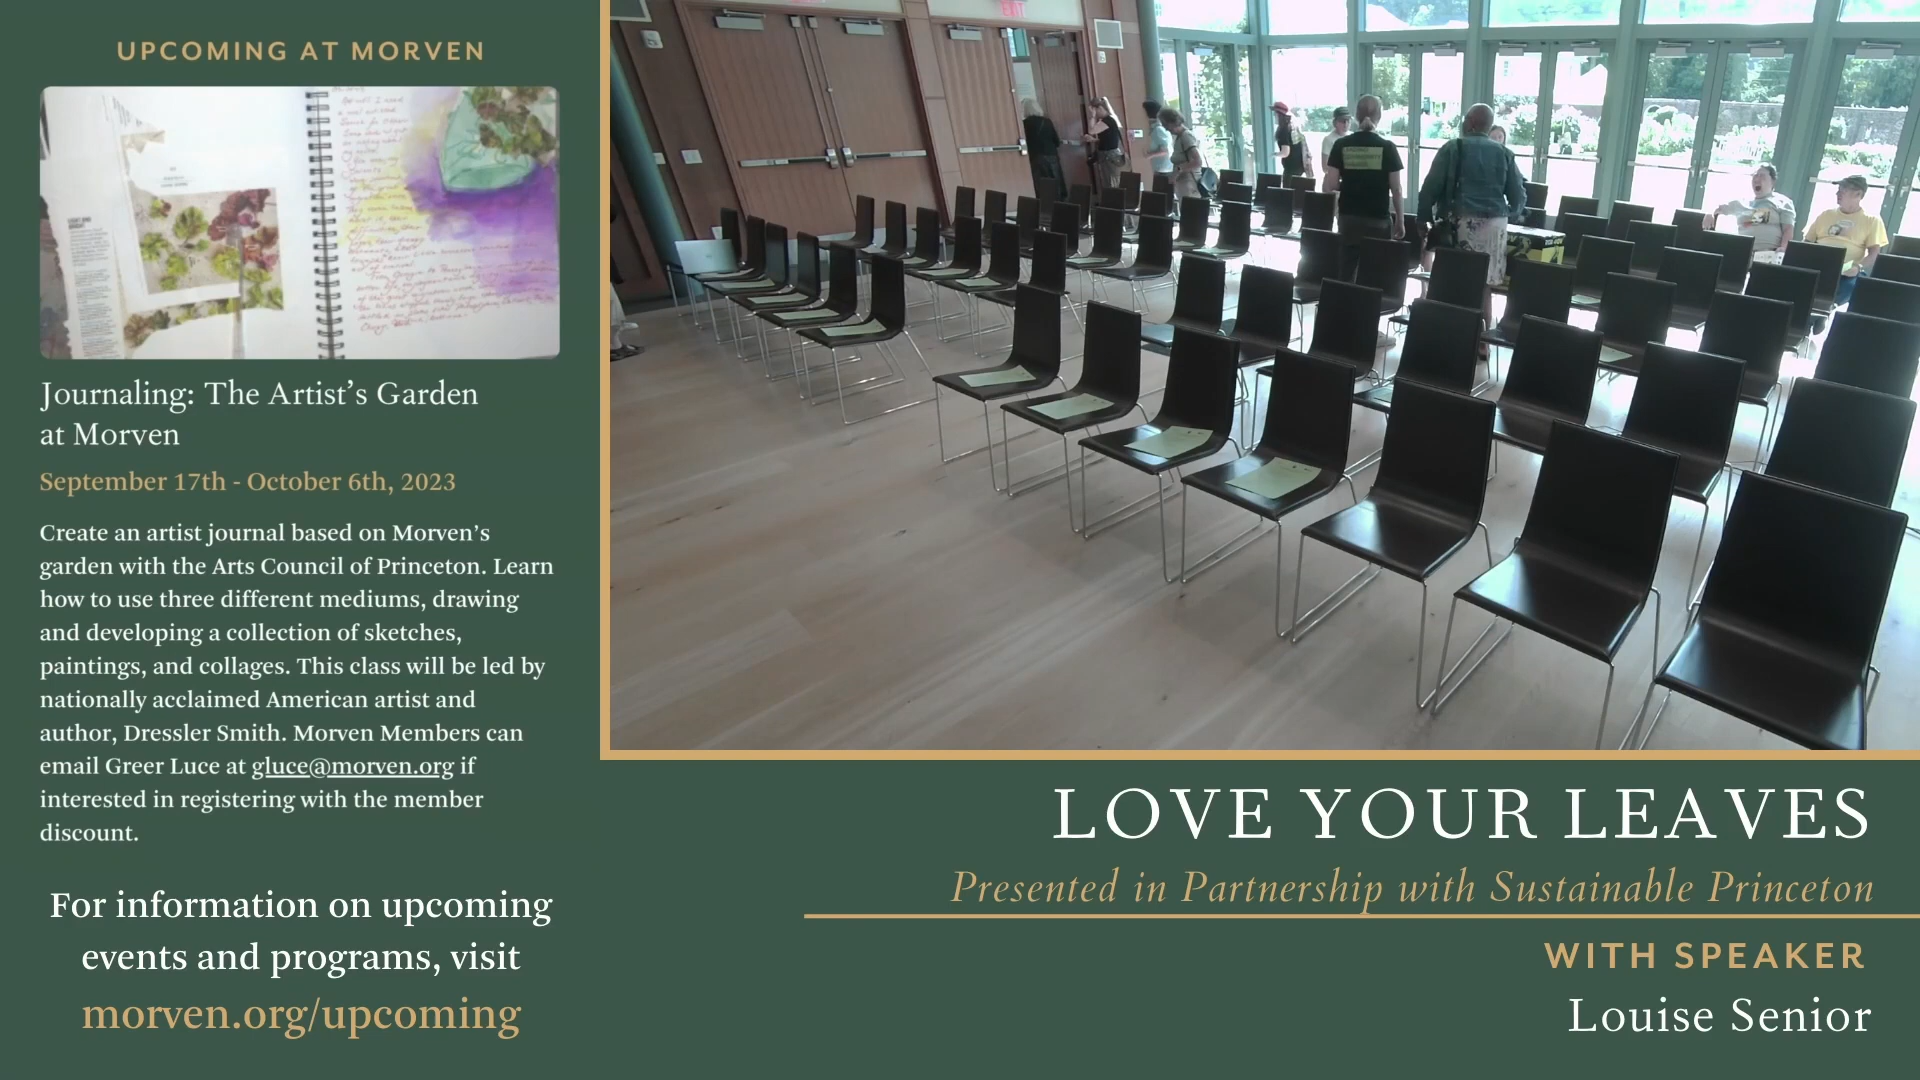 UPCOMING AT MORVEN
Journaling: The Artist's Garden
at Morven
September 17th - October 6th, 2023
Create an artist journal based on Morven's
garden with the Arts Council of Princeton. Learn
how to use three different mediums, drawing
and developing a collection of sketches,
paintings, and collages. This class will be led by
nationally acclaimed American artist and
author, Dressler Smith. Morven Members can
email Greer Luce at gluce@morven.org if
interested in registering with the member
discount.
For information on upcoming
events and programs, visit
morven.org/upcoming
EXIT
LOVE YOUR LEAVES
Presented in Partnership with Sustainable Princeton
WITH SPEAKER
Louise Senior